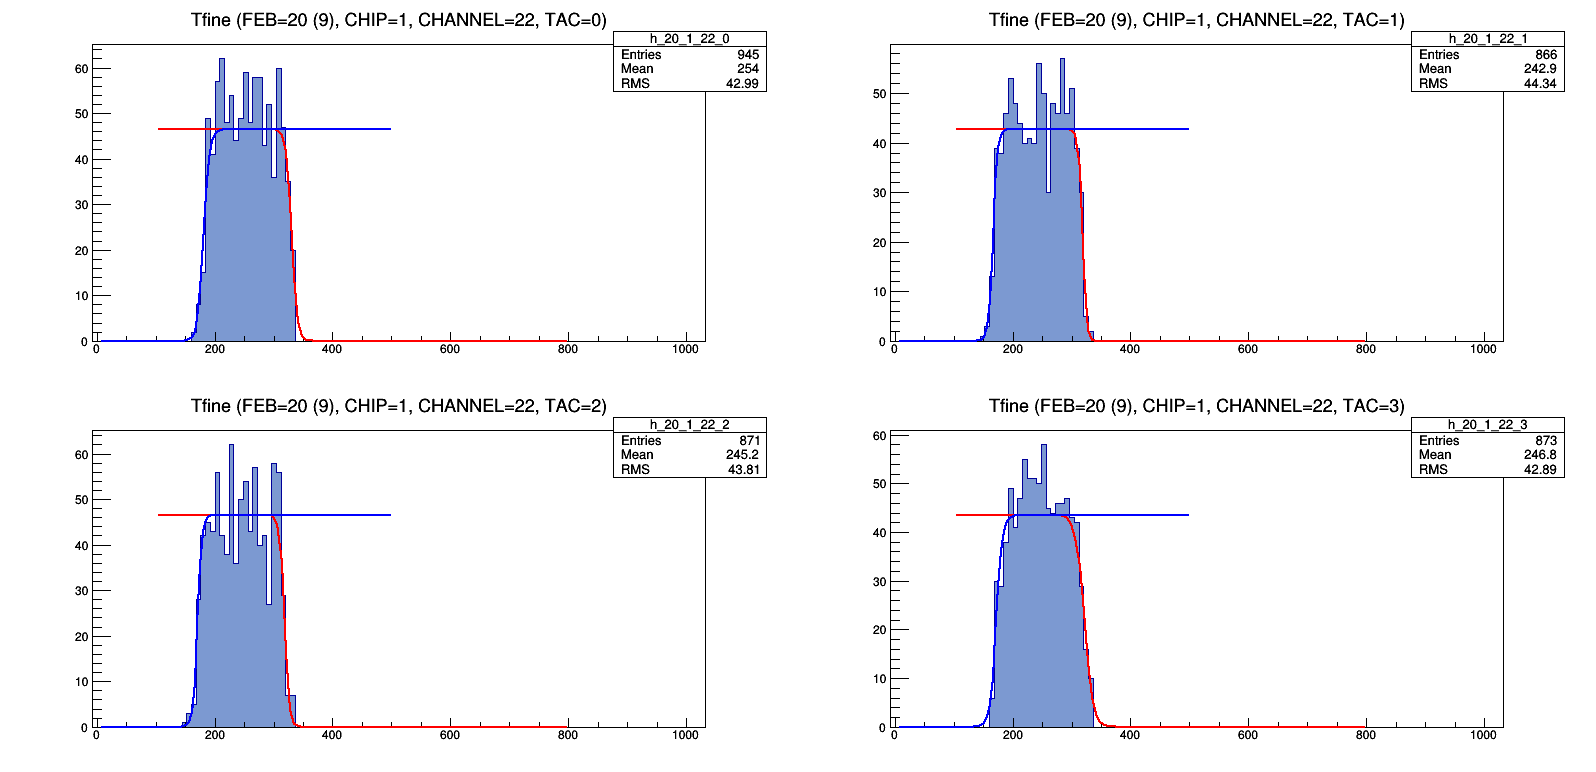 Tfine (FEB=20 (9), CHIP=1, CHANNEL=22, TAC=0)
h_20_1_22_0
Entries 945
Mean 254
RMS 42.99
60
50
40
30
20
10
0
0 200 400 600 800 1000
Tfine (FEB=20 (9), CHIP=1, CHANNEL=22, TAC=1)
h_20_1_22_1
Entries 866
Mean 242.9
RMS 44.34
50
40
30
20
10
0
0 200 400 600 800 1000
Tfine (FEB=20 (9), CHIP=1, CHANNEL=22, TAC=2)
h_20_1_22_2
Entries 871
Mean 245.2
RMS 43.81
60
50
40
30
20
10
0
0 200 400 600 800 1000
Tfine (FEB=20 (9), CHIP=1, CHANNEL=22, TAC=3)
h_20_1_22_3
Entries 873
Mean 246.8
RMS 42.89
60
50
40
30
20
10
0
0 200 400 600 800 1000